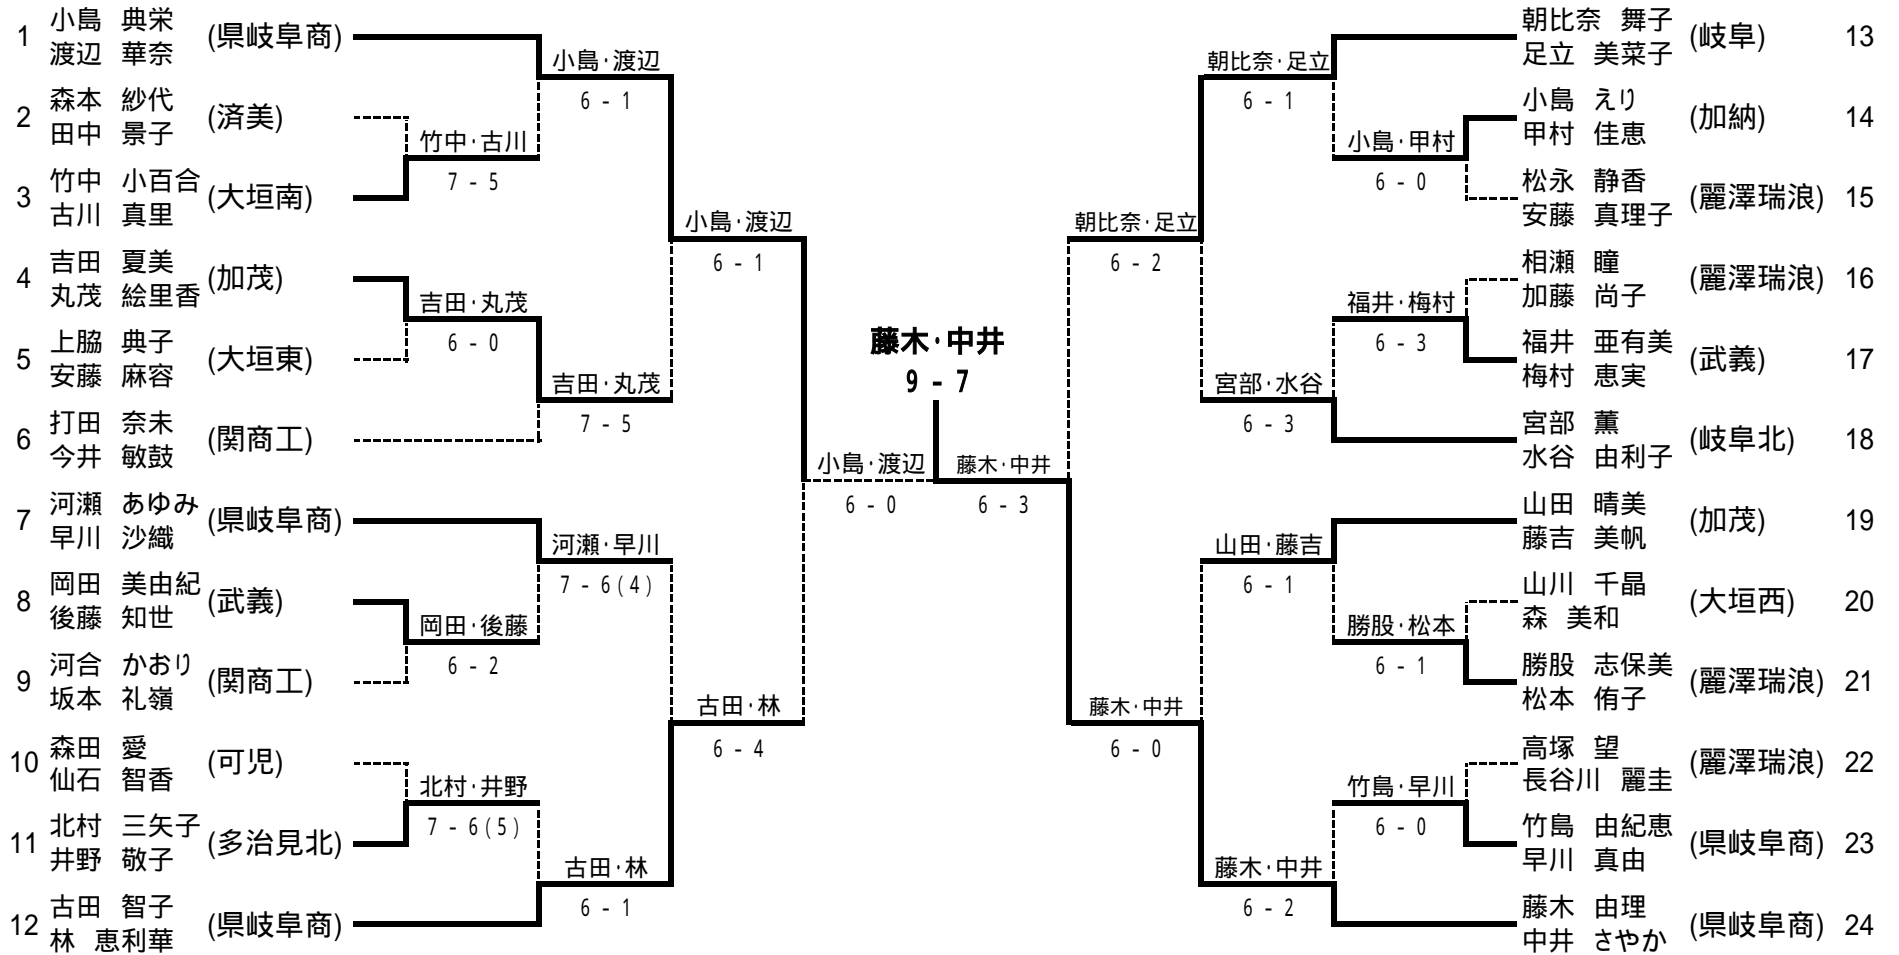 1 小島 典栄 (県岐阜商)
渡辺 華奈
2 森本 紗代 (済美)
田中 景子
3 竹中 小百合 (大垣南)
古川 真里
4 吉田 夏美 (加茂)
丸茂 絵里香
5 上脇 典子 (大垣東)
安藤 麻容
6 打田 奈未 (関商工)
今井 敏鼓
7 河瀬 あゆみ (県岐阜商)
早川 沙織
8 岡田 美由紀 (武義)
後藤 知世
9 河合 かおり (関商工)
坂本 礼嶺
10 森田 愛 (可児)
仙石 智香
11 北村 三矢子 (多治見北)
井野 敬子
12 古田 智子 (県岐阜商)
林 恵利華 
竹中·古川
7 - 5
吉田·丸茂
6 - 0
岡田·後藤
6 - 2
北村·井野
7 - 6(5)
小島·渡辺
6 - 1
吉田·丸茂
7 - 5
河瀬·早川
7 - 6(4)
古田·林
6 - 1
小島·渡辺
6 - 1
古田·林
6 - 4
小島·渡辺
6 - 0
藤木·中井
9 - 7
藤木·中井
6 - 3
朝比奈·足立
6 - 2
藤木·中井
6 - 0
朝比奈·足立
6 - 1
宮部·水谷
6 - 3
山田·藤吉
6 - 1
藤木·中井
6 - 2
小島·甲村
6 - 0
福井·梅村
6 - 3
勝股·松本
6 - 1
竹島·早川
6 - 0
朝比奈 舞子 (岐阜) 13
足立 美菜子
小島 えり (加納) 14
甲村 佳恵
松永 静香 (麗澤瑞浪) 15
安藤 真理子
相瀬 瞳 (麗澤瑞浪) 16
加藤 尚子
福井 亜有美 (武義) 17
梅村 恵実
宮部 薫 (岐阜北) 18
水谷 由利子
山田 晴美 (加茂) 19
藤吉 美帆
山川 千晶 (大垣西) 20
森 美和
勝股 志保美 (麗澤瑞浪) 21
松本 侑子
高塚 望 (麗澤瑞浪) 22
長谷川 麗圭
竹島 由紀恵 (県岐阜商) 23
早川 真由
藤木 由理 (県岐阜商) 24
中井 さやか